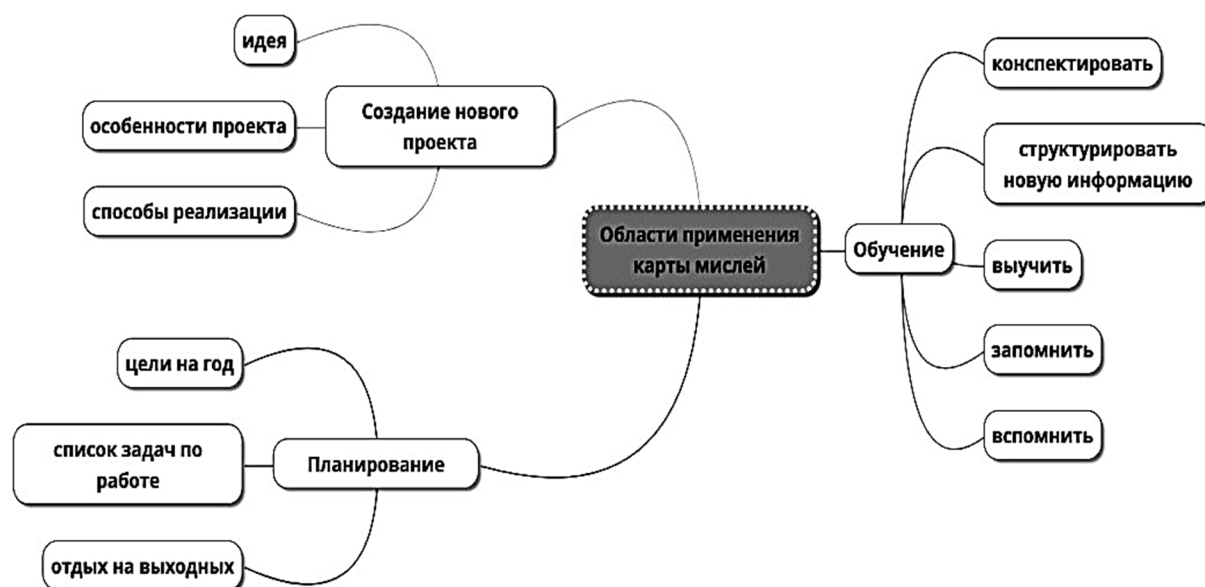 идея
особенности проекта
способы реализации
Создание нового
проекта
Области применения
карты мислей
Обучение
конспектировать
структурировать
новую информацию
выучить
запомнить
вспомнить
цели на год
список задач по
работе
отдых на выходных
Планирование